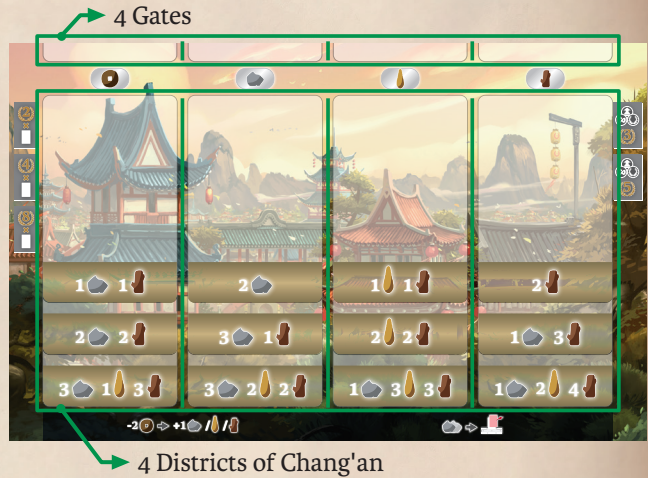 4 Gates
1 1 2 1 1 2
2 2 3 1 2 2 1 3
3 1 3 3 2 2 1 3 3 1 2 4
-2 +1 / /
4 Districts of Chang'an